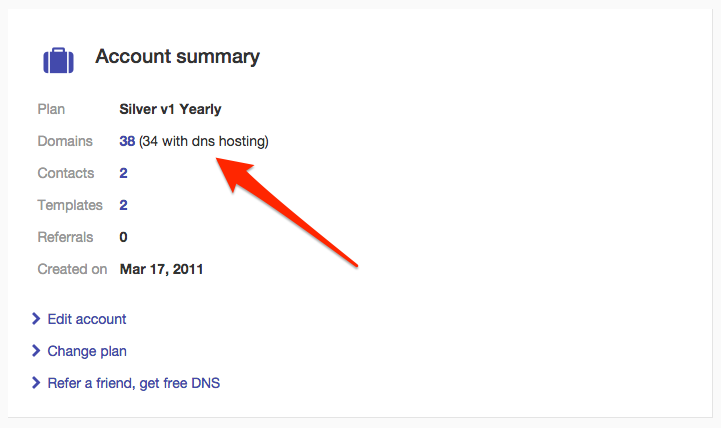 Account summary
Plan Silver v1 Yearly
Domains 38 (34 with dns hosting)
Contacts 2
Templates 2
Referrals 0
Created on Mar 17, 2011
Edit account
Change plan
Refer a friend, get free DNS